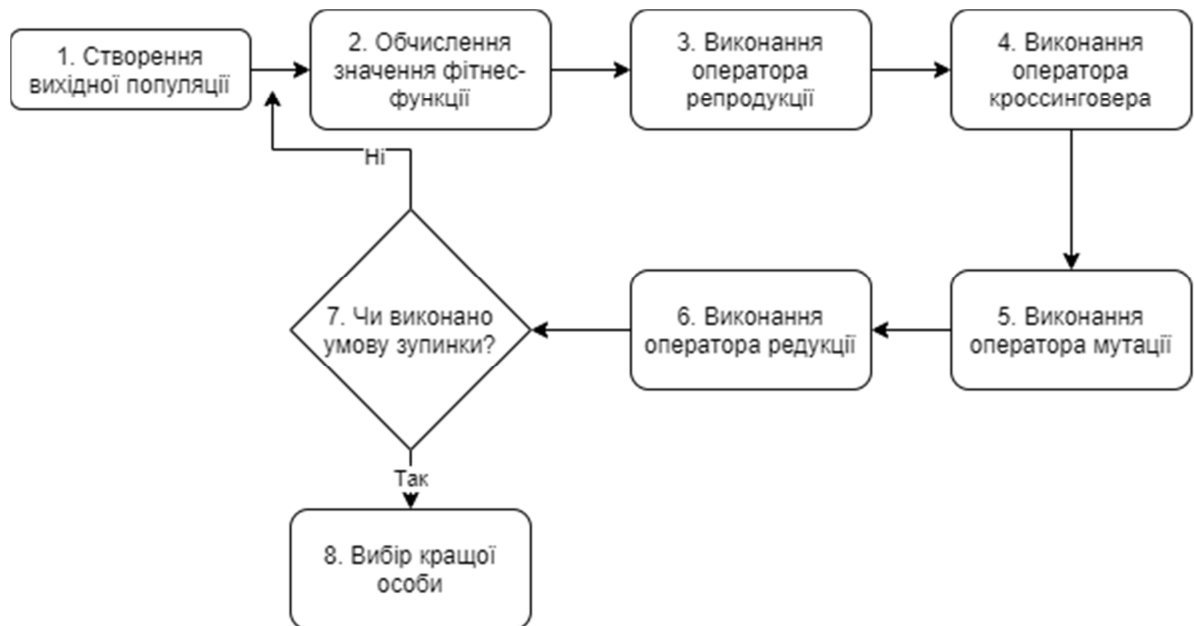 1. Створення
вихідної популяції
2. Обчислення
значення фітнес-
функції
3. Виконання
оператора
репродукції
4. Виконання
оператора
кроссинговера
5. Виконання
оператора мутації
6. Виконання
оператора редукції
7. Чи виконано
умову зупинки?
Ні
Так
8. Вибір кращої
особи